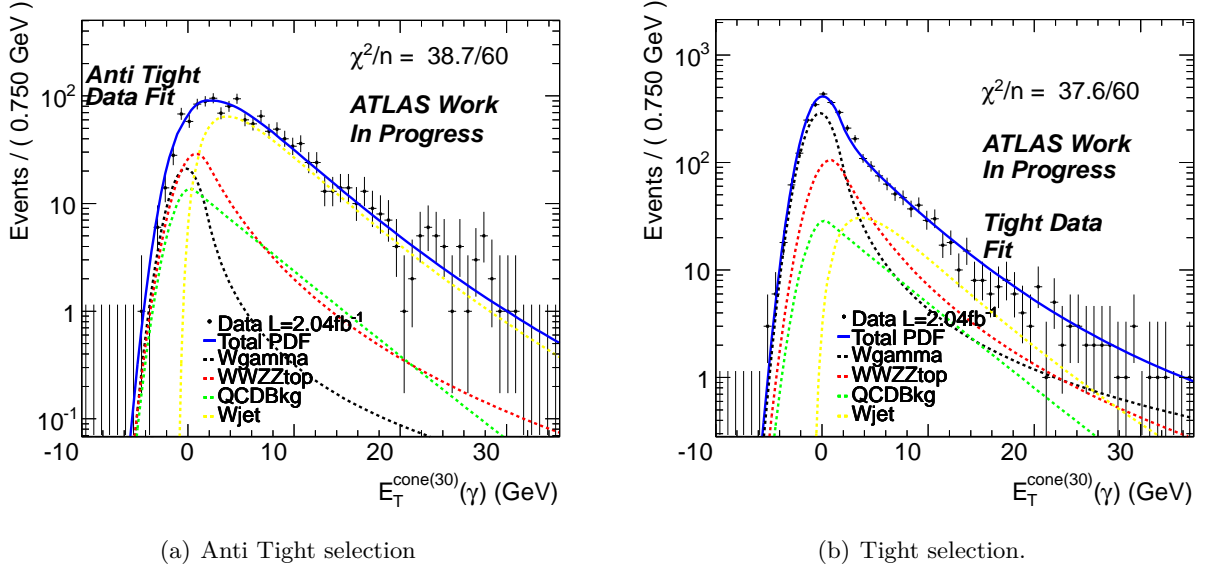 Events / ( 0.750 GeV )
10²
10
1
10⁻¹
-10 0 10 20 30
E_T^cone(30)(γ) (GeV)
χ²/n = 38.7/60
Anti Tight
Data Fit
ATLAS Work
In Progress
Data L=2.04fb⁻¹
Total PDF
Wgamma
WWZZtop
QCDBkg
Wjet
(a) Anti Tight selection
Events / ( 0.750 GeV )
10³
10²
10
1
-10 0 10 20 30
E_T^cone(30)(γ) (GeV)
χ²/n = 37.6/60
ATLAS Work
In Progress
Tight Data
Fit
Data L=2.04fb⁻¹
Total PDF
Wgamma
WWZZtop
QCDBkg
Wjet
(b) Tight selection.